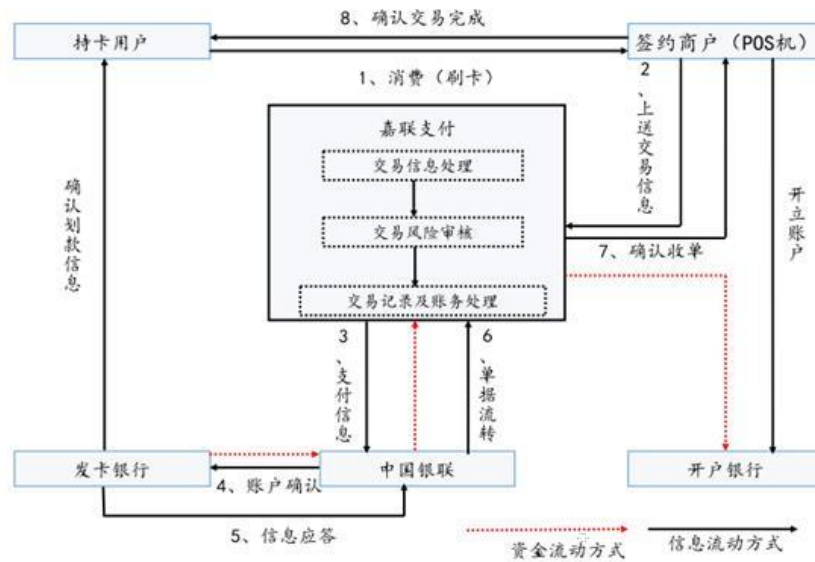 8、确认交易完成
持卡用户
签约商户（POS机）
1、消费（刷卡）
2、上送交易信息
嘉联支付
交易信息处理
交易风险审核
交易记录及账务处理
确认划款信息
开立账户
7、确认收单
3、支付信息
6、单据流转
发卡银行
中国银联
开户银行
4、账户确认
5、信息应答
资金流动方式
信息流动方式